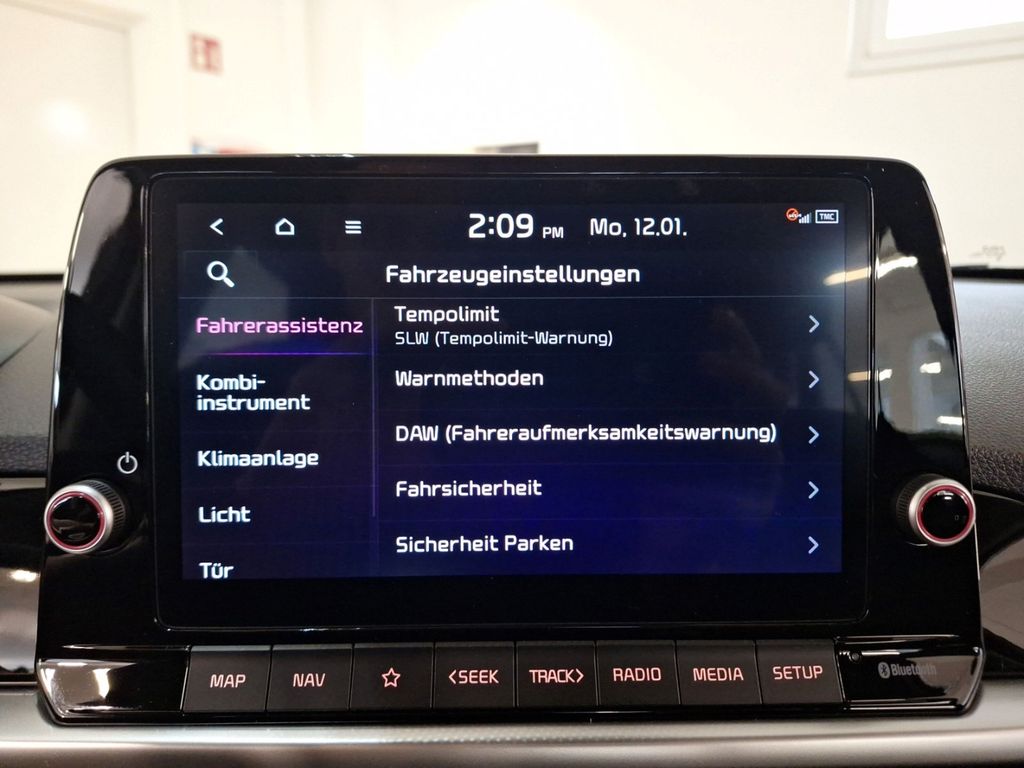 2:09 PM Mo. 12.01.
TMC
Fahrzeugeinstellungen
Fahrerassistenz
Kombi-
instrument
Klimaanlage
Licht
Tür
Tempolimit
SLW (Tempolimit-Warnung)
Warnmethoden
DAW (Fahreraufmerksamkeitswarnung)
Fahrsicherheit
Sicherheit Parken
MAP
NAV
<SEEK
TRACK>
RADIO
MEDIA
SETUP
Bluetooth